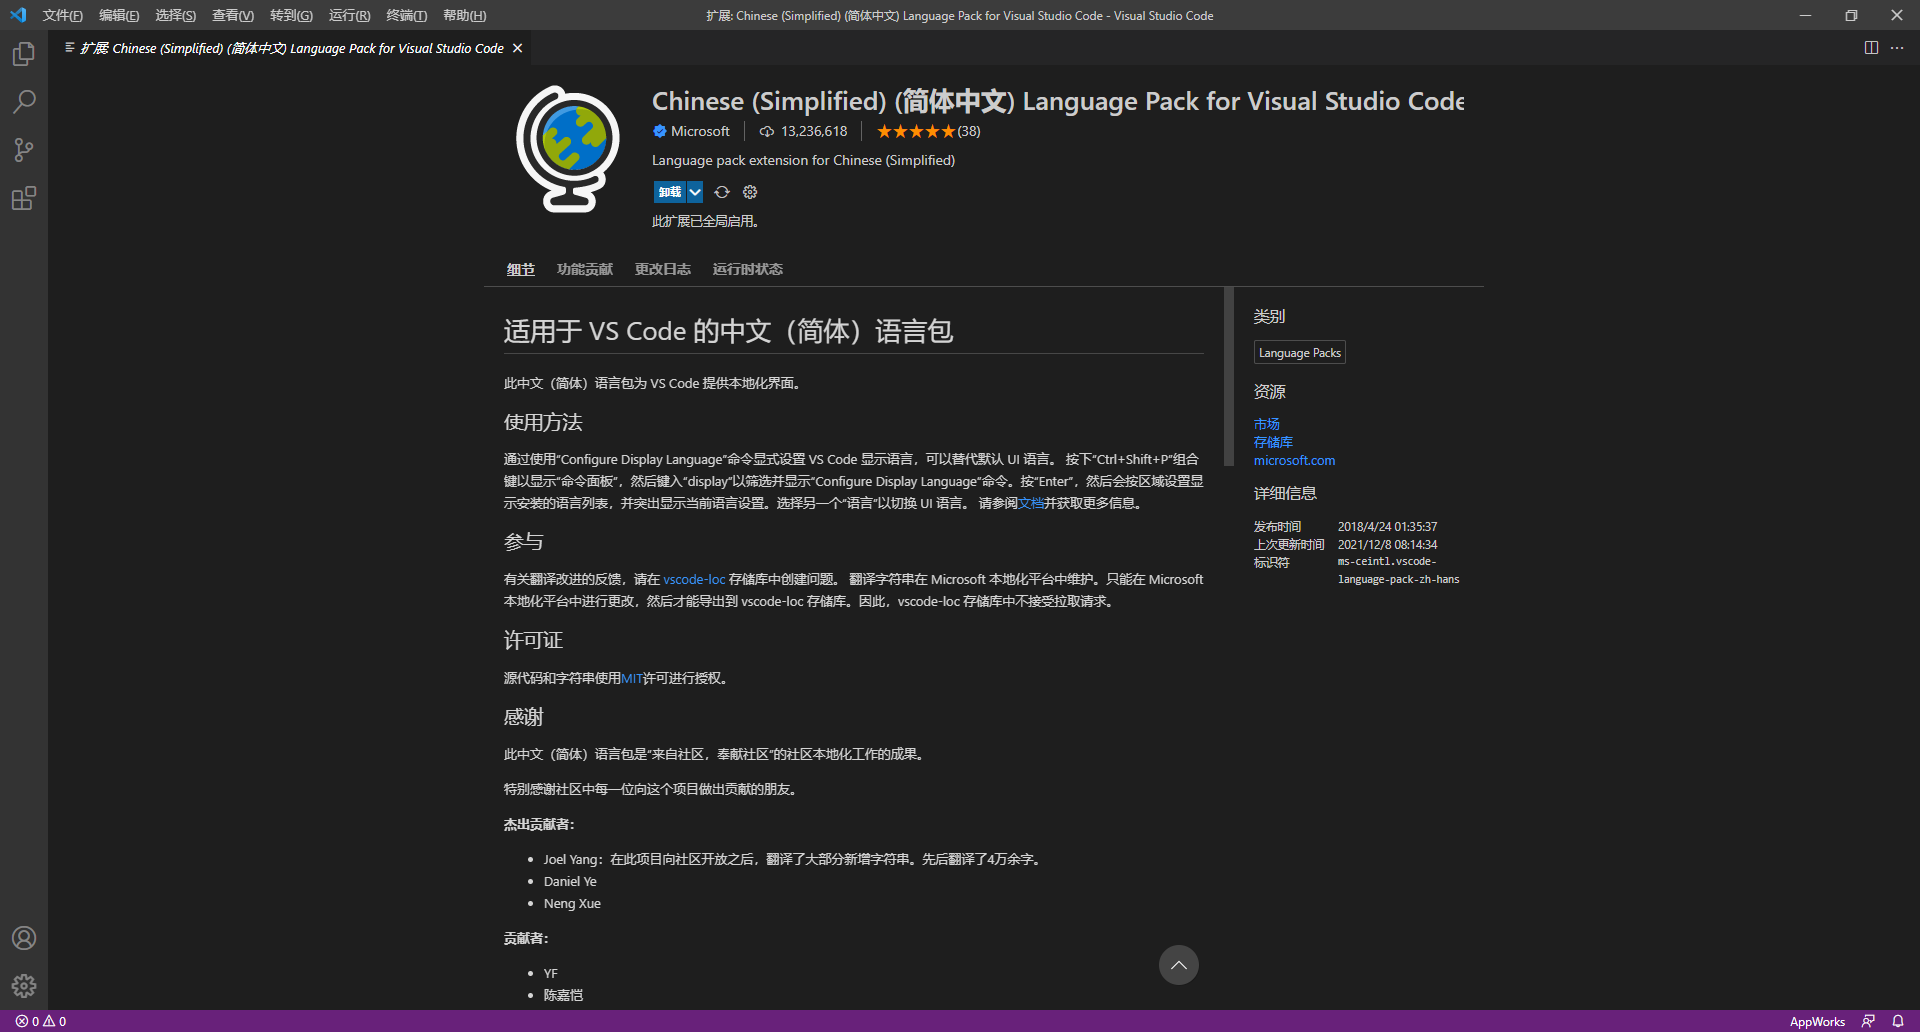 文件(F) 编辑(E) 选择(S) 查看(V) 转到(G) 运行(R) 终端(T) 帮助(H)
扩展: Chinese (Simplified) (简体中文) Language Pack for Visual Studio Code - Visual Studio Code
扩展: Chinese (Simplified) (简体中文) Language Pack for Visual Studio Code
Chinese (Simplified) (简体中文) Language Pack for Visual Studio Code
Microsoft 13,236,618 ★★★★★(38)
Language pack extension for Chinese (Simplified)
卸载
此扩展已全局启用。
细节 功能贡献 更改日志 运行时状态
适用于 VS Code 的中文（简体）语言包
此中文（简体）语言包为 VS Code 提供本地化界面。
使用方法
通过使用“Configure Display Language”命令显式设置 VS Code 显示语言，可以替代默认 UI 语言。 按下“Ctrl+Shift+P”组合
键以显示“命令面板”，然后键入“display”以筛选并显示“Configure Display Language”命令。按“Enter”，然后会按区域设置显
示安装的语言列表，并突出显示当前语言设置。选择另一个“语言”以切换 UI 语言。 请参阅文档并获取更多信息。
参与
有关翻译改进的反馈，请在 vscode-loc 存储库中创建问题。 翻译字符串在 Microsoft 本地化平台中维护。只能在 Microsoft
本地化平台中进行更改，然后才能导出到 vscode-loc 存储库。因此，vscode-loc 存储库中不接受拉取请求。
许可证
源代码和字符串使用MIT许可进行授权。
感谢
此中文（简体）语言包是“来自社区，奉献社区”的社区本地化工作的成果。
特别感谢社区中每一位向这个项目做出贡献的朋友。
杰出贡献者：
Joel Yang：在此项目向社区开放之后，翻译了大部分新增字符串。先后翻译了4万余字。
Daniel Ye
Neng Xue
贡献者：
YF
陈嘉恺
类别
Language Packs
资源
市场
存储库
microsoft.com
详细信息
发布时间 2018/4/24 01:35:37
上次更新时间 2021/12/8 08:14:34
标识符 ms-ceintl.vscode-
language-pack-zh-hans
0 0
AppWorks